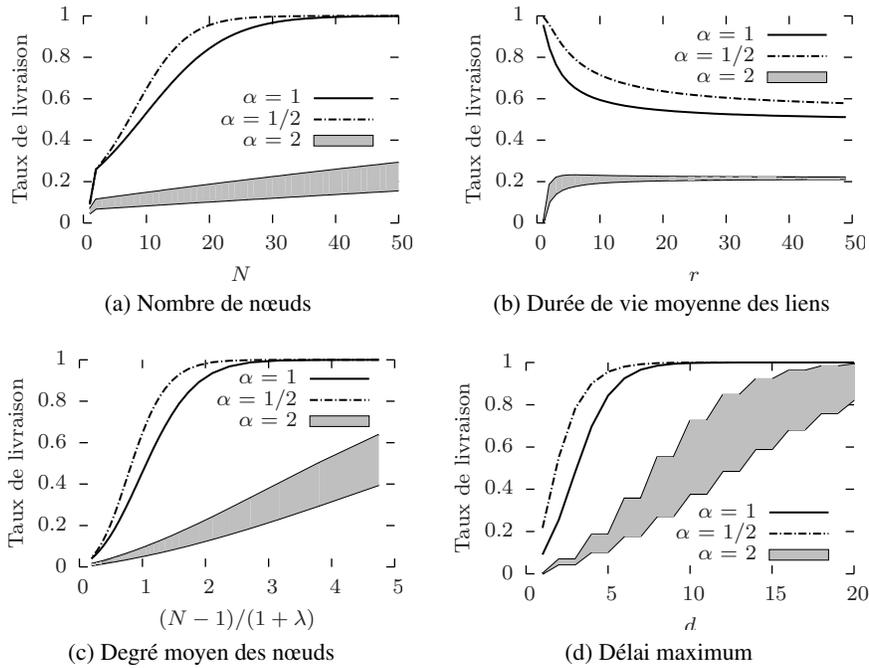 1
0.8
0.6
0.4
0.2
0
Taux de livraison
α = 1
α = 1/2
α = 2
0 10 20 30 40 50
N
(a) Nombre de nœuds
1
0.8
0.6
0.4
0.2
0
Taux de livraison
α = 1
α = 1/2
α = 2
0 10 20 30 40 50
r
(b) Durée de vie moyenne des liens
1
0.8
0.6
0.4
0.2
0
Taux de livraison
α = 1
α = 1/2
α = 2
0 1 2 3 4 5
(N − 1)/(1 + λ)
(c) Degré moyen des nœuds
1
0.8
0.6
0.4
0.2
0
Taux de livraison
α = 1
α = 1/2
α = 2
0 5 10 15 20
d
(d) Délai maximum